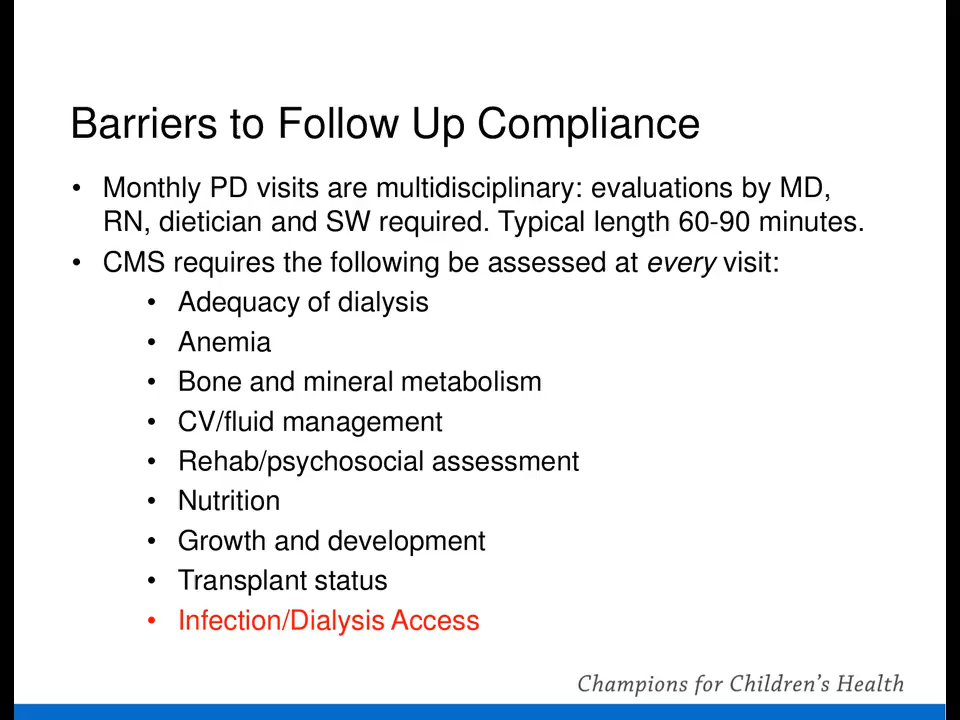 Barriers to Follow Up Compliance
• Monthly PD visits are multidisciplinary: evaluations by MD,
RN, dietician and SW required. Typical length 60-90 minutes.
• CMS requires the following be assessed at every visit:
• Adequacy of dialysis
• Anemia
• Bone and mineral metabolism
• CV/fluid management
• Rehab/psychosocial assessment
• Nutrition
• Growth and development
• Transplant status
• Infection/Dialysis Access
Champions for Children's Health